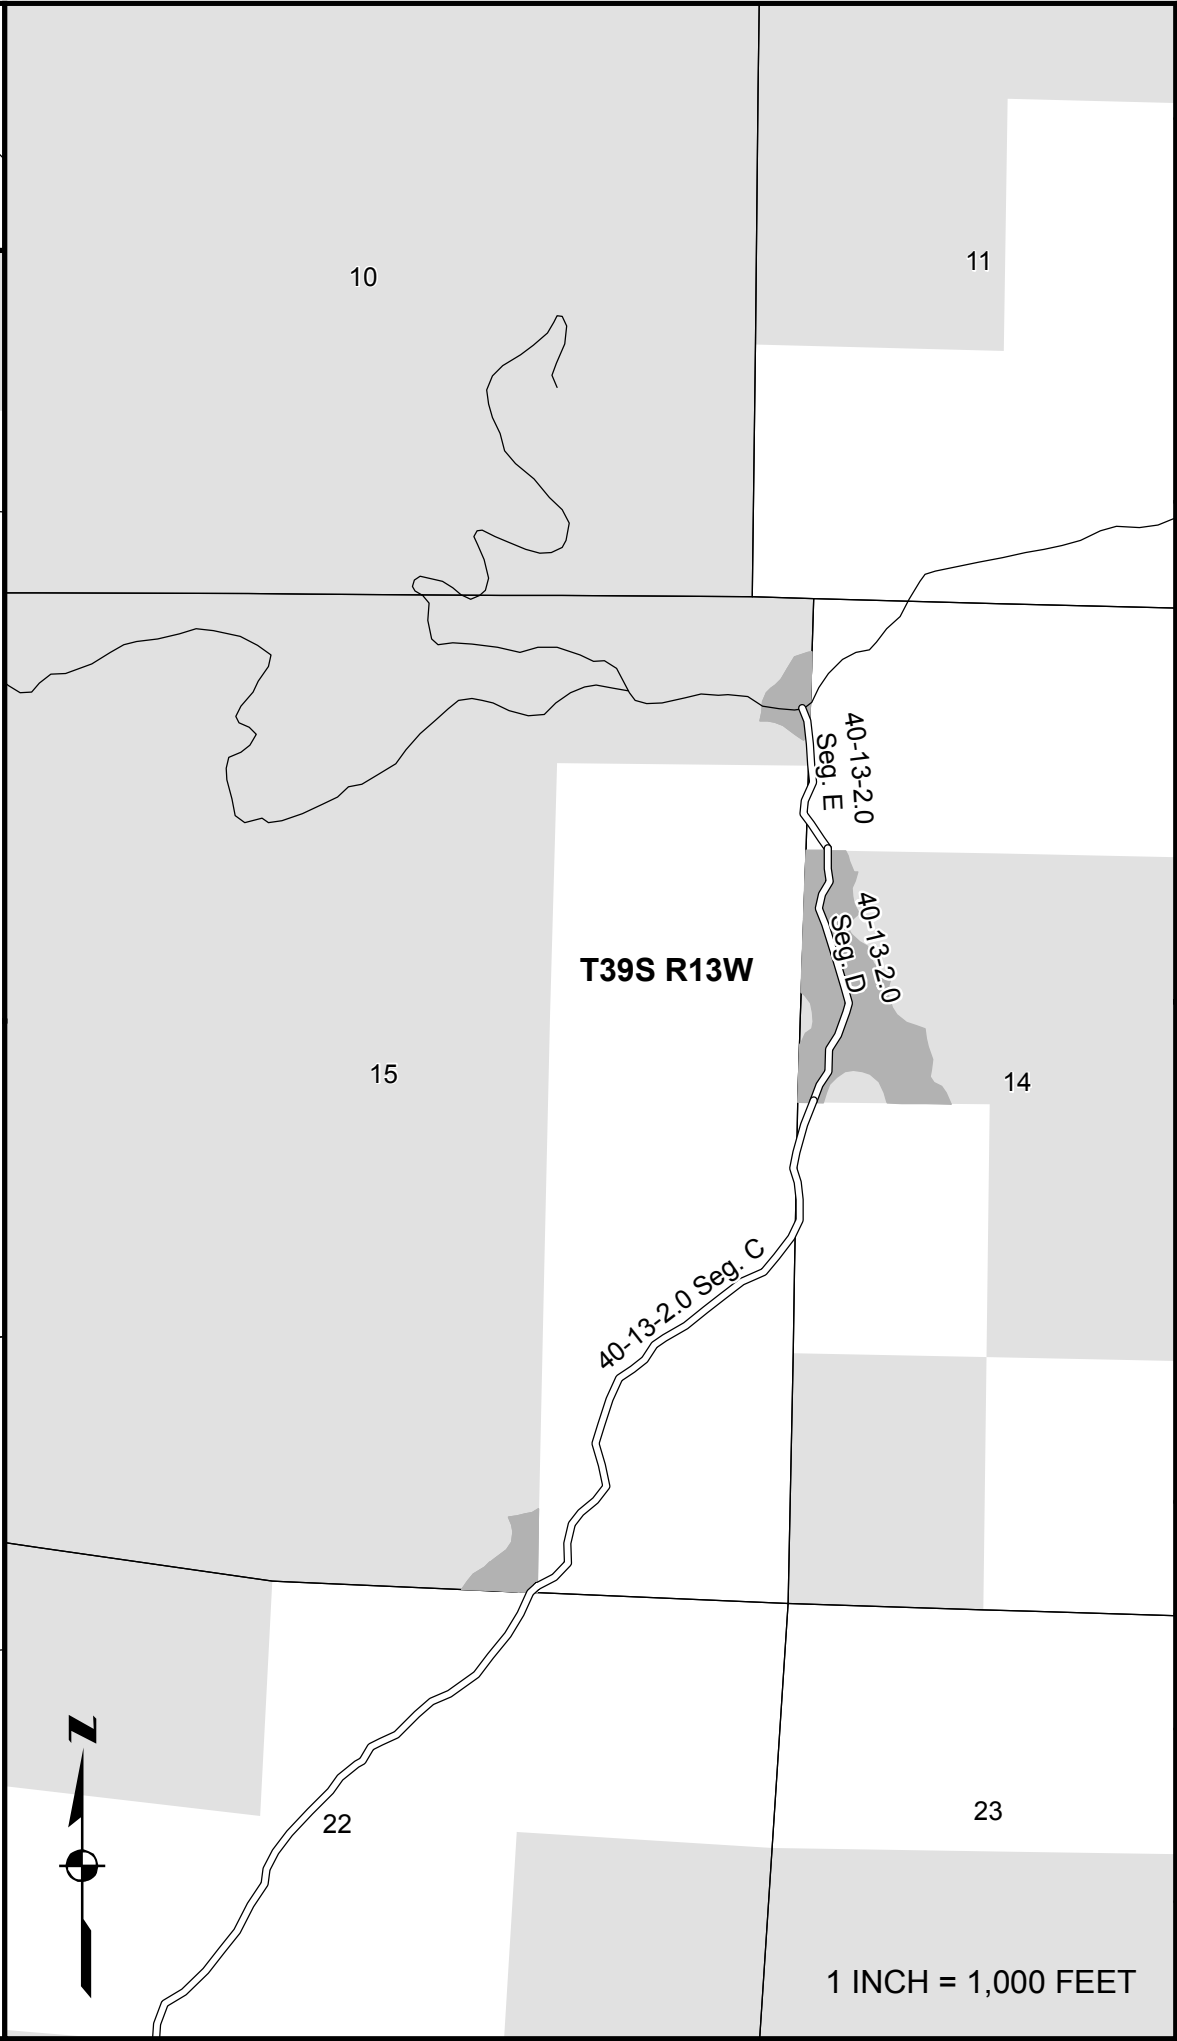 11
10
40-13-2.0
Seg. E
40-13-2.0
Seg. D
T39S R13W
15
14
40-13-2.0 Seg. C
N
23
22
1 INCH = 1,000 FEET